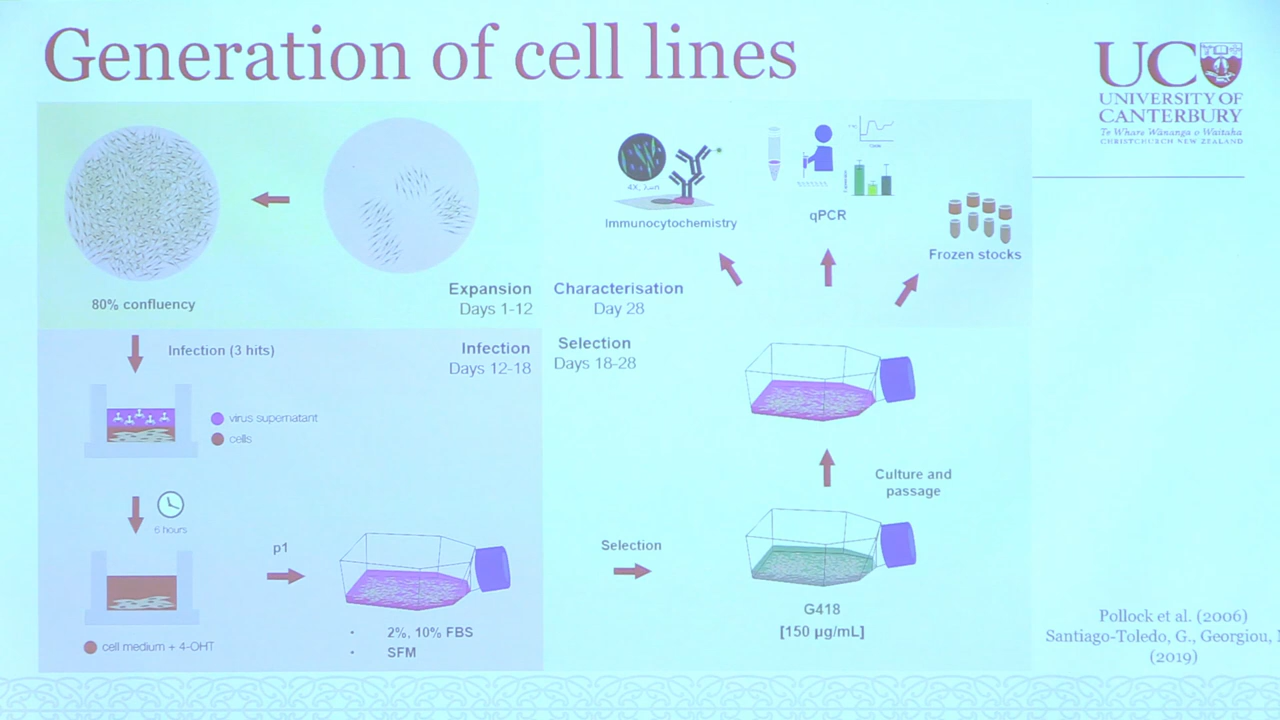 Generation of cell lines
UC
UNIVERSITY OF
CANTERBURY
Te Whare Wānanga o Waitaha
CHRISTCHURCH NEW ZEALAND
80% confluency
Expansion
Days 1-12
4X, λµn
Immunocytochemistry
qPCR
Frozen stocks
Characterisation
Day 28
Infection (3 hits)
Infection
Days 12-18
virus supernatant
cells
6 hours
cell medium + 4-OHT
p1
• 2%, 10% FBS
• SFM
Selection
Days 18-28
Selection
G418
[150 µg/mL]
Culture and
passage
Pollock et al. (2006)
Santiago-Toledo, G., Georgiou,
(2019)